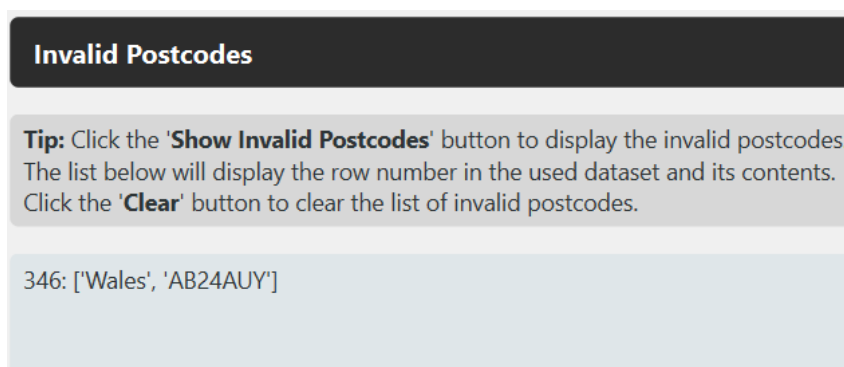 Invalid Postcodes
Tip: Click the 'Show Invalid Postcodes' button to display the invalid postcodes
The list below will display the row number in the used dataset and its contents.
Click the 'Clear' button to clear the list of invalid postcodes.
346: ['Wales', 'AB24AUY']